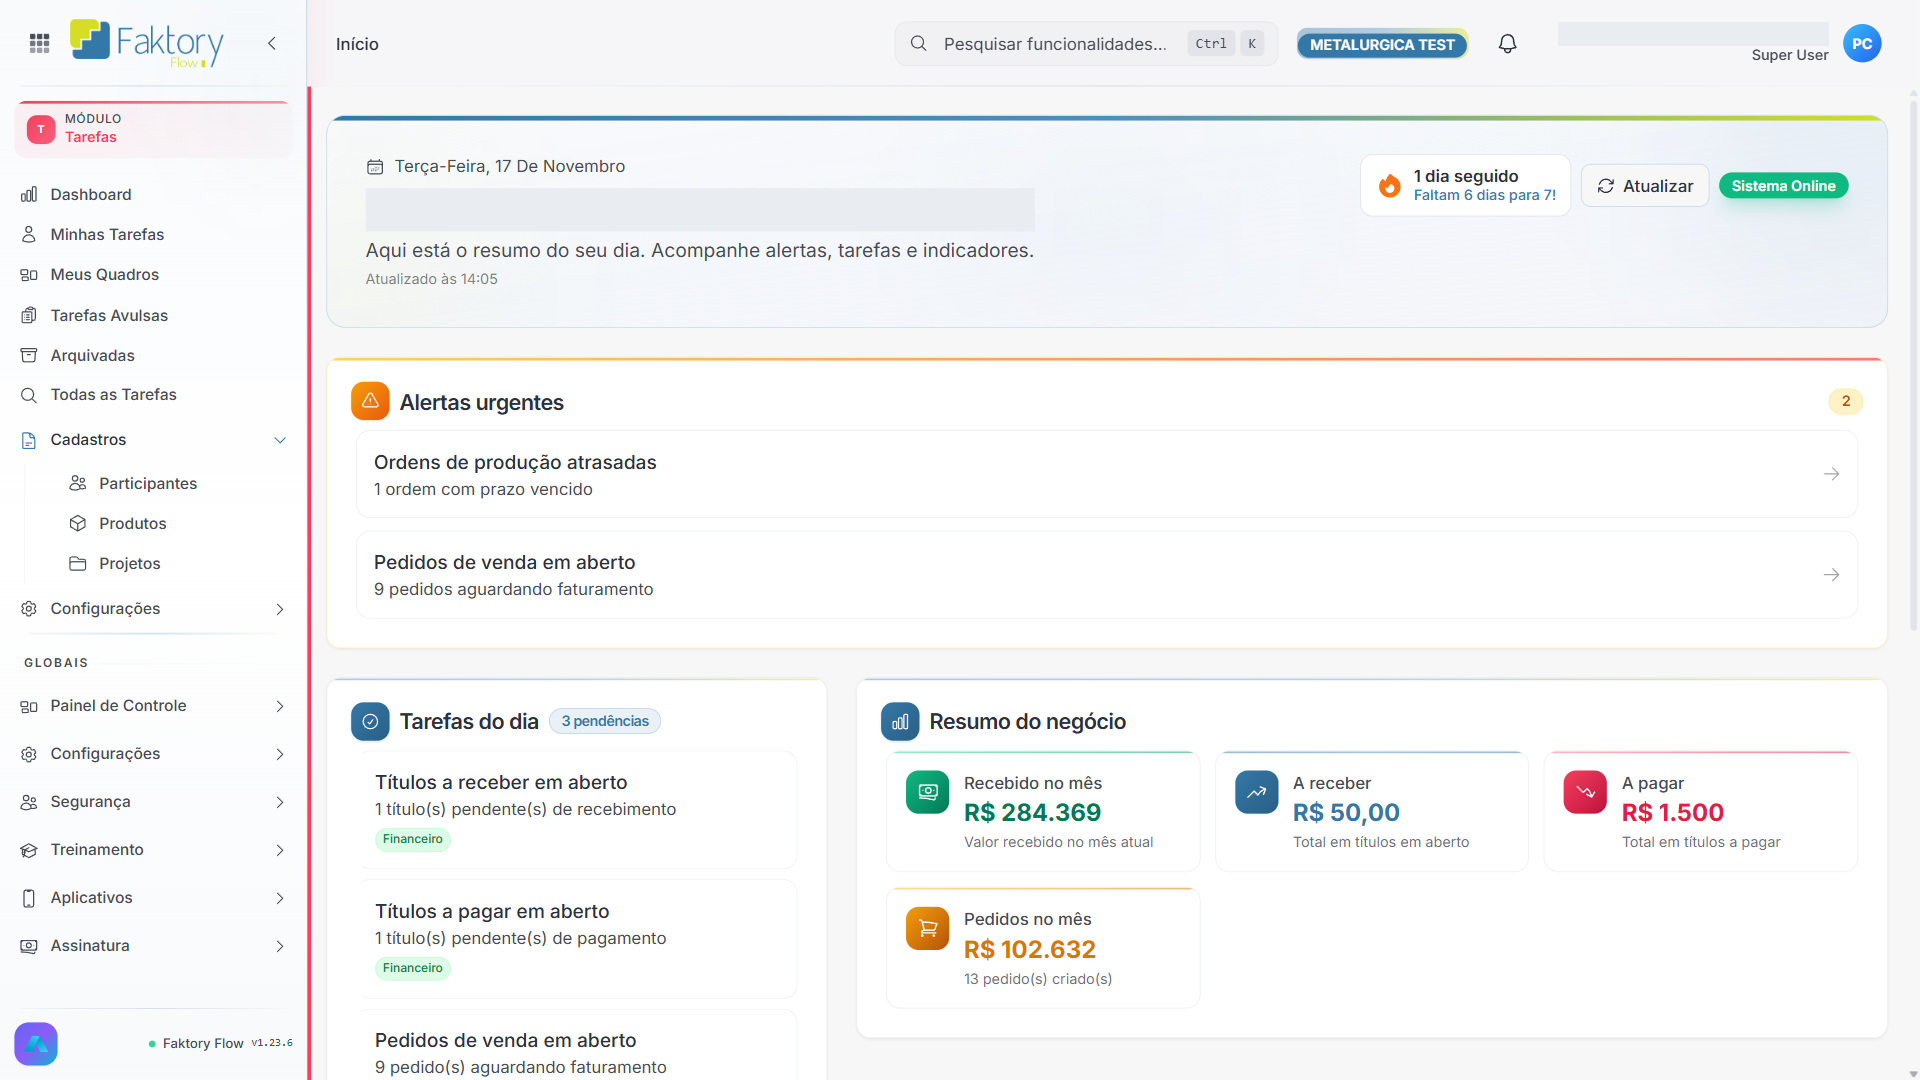 Faktory
Flow
MÓDULO
T
Tarefas
Dashboard
Minhas Tarefas
Meus Quadros
Tarefas Avulsas
Arquivadas
Todas as Tarefas
Cadastros
Participantes
Produtos
Projetos
Configurações
GLOBAIS
Painel de Controle
Configurações
Segurança
Treinamento
Aplicativos
Assinatura
Faktory Flow v1.23.6
Início
Pesquisar funcionalidades...
Ctrl K
METALURGICA TEST
Super User
PC
Terça-Feira, 17 De Novembro
Aqui está o resumo do seu dia. Acompanhe alertas, tarefas e indicadores.
Atualizado às 14:05
1 dia seguido
Faltam 6 dias para 7!
Atualizar
Sistema Online
Alertas urgentes
2
Ordens de produção atrasadas
1 ordem com prazo vencido
Pedidos de venda em aberto
9 pedidos aguardando faturamento
Tarefas do dia
3 pendências
Títulos a receber em aberto
1 título(s) pendente(s) de recebimento
Financeiro
Títulos a pagar em aberto
1 título(s) pendente(s) de pagamento
Financeiro
Pedidos de venda em aberto
9 pedido(s) aguardando faturamento
Resumo do negócio
Recebido no mês
R$ 284.369
Valor recebido no mês atual
A receber
R$ 50,00
Total em títulos em aberto
A pagar
R$ 1.500
Total em títulos a pagar
Pedidos no mês
R$ 102.632
13 pedido(s) criado(s)